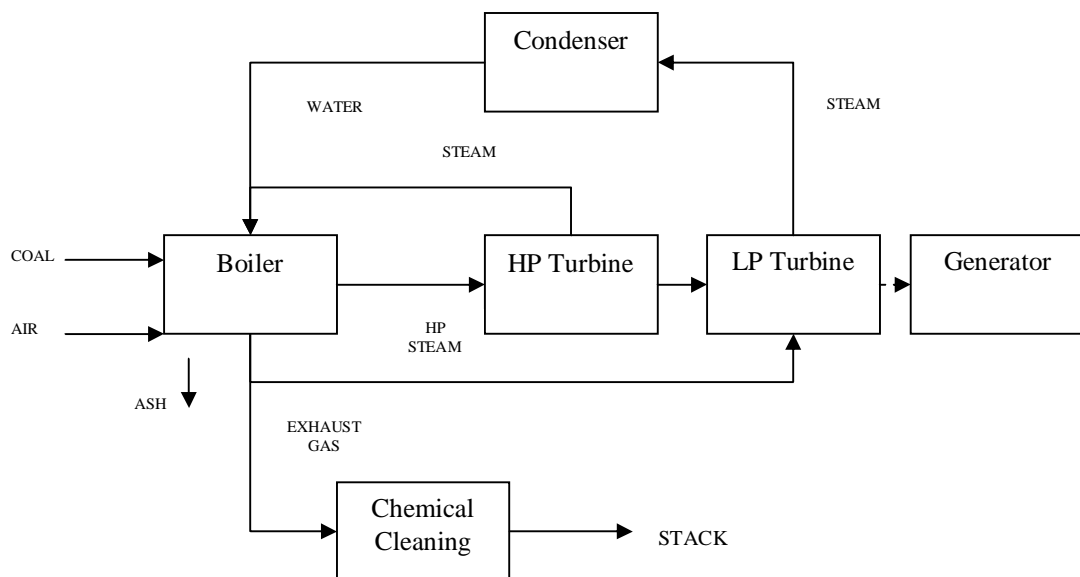 Condenser
WATER
STEAM
STEAM
COAL
Boiler
HP Turbine
LP Turbine
Generator
AIR
HP
STEAM
ASH
EXHAUST
GAS
Chemical
Cleaning
STACK